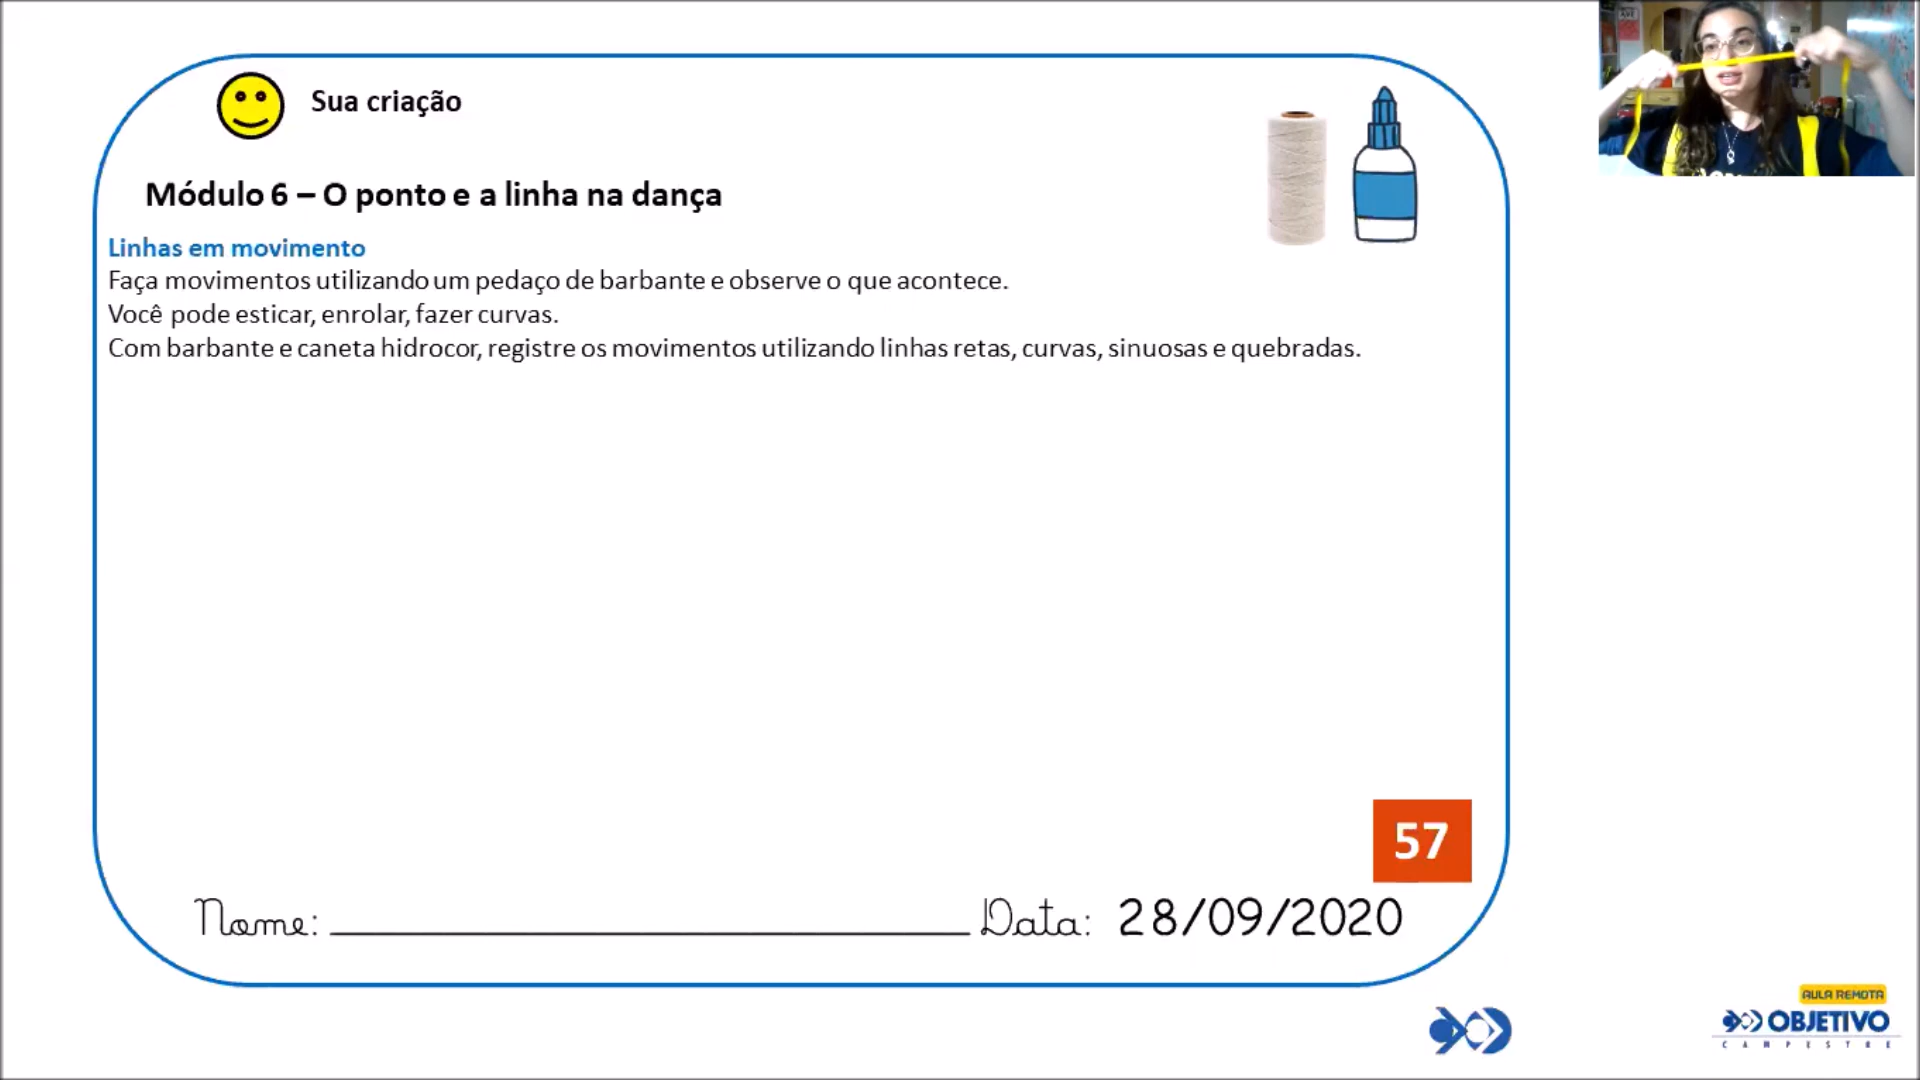 Sua criação
Módulo 6 – O ponto e a linha na dança
Linhas em movimento
Faça movimentos utilizando um pedaço de barbante e observe o que acontece.
Você pode esticar, enrolar, fazer curvas.
Com barbante e caneta hidrocor, registre os movimentos utilizando linhas retas, curvas, sinuosas e quebradas.
57
Nome: Data: 28/09/2020
AULA REMOTA
OBJETIVO
CAMPESTRE